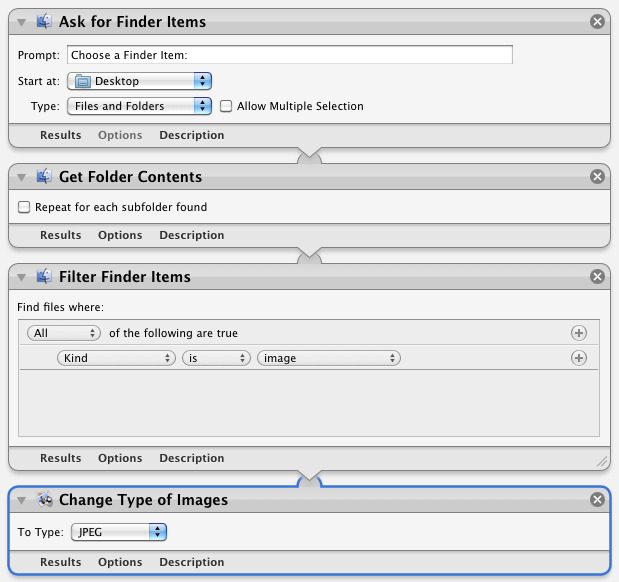 Ask for Finder Items
Prompt: Choose a Finder Item:
Start at: Desktop
Type: Files and Folders Allow Multiple Selection
Results Options Description
Get Folder Contents
Repeat for each subfolder found
Results Options Description
Filter Finder Items
Find files where:
All of the following are true
Kind is image
Results Options Description
Change Type of Images
To Type: JPEG
Results Options Description